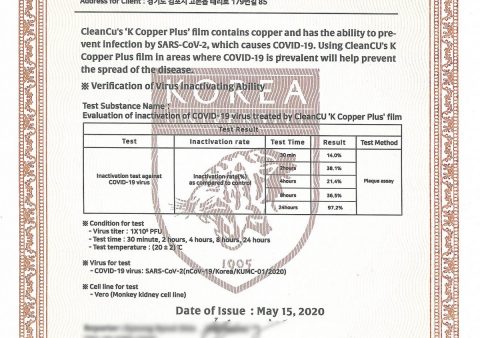 Address for Client : 경기도 김포시 고촌읍 태리로 179번길 85
CleanCu's 'K Copper Plus' film contains copper and has the ability to pre-
vent infection by SARS-CoV-2, which causes COVID-19. Using CleanCU's K
Copper Plus film in areas where COVID-19 is prevalent will help prevent
the spread of the disease.
※ Verification of Virus Inactivating Ability
KOREA
Test Substance Name :
Evaluation of inactivation of COVID-19 virus treated by CleanCU 'K Copper Plus' film
Test Result
Test Inactivation rate Test Time Result Test Method
Inactivation test against COVID-19 virus Inactivation rate(%) as compared to control 30 min 14.0% Plaque assay
2hours 38.1%
4hours 21.4%
8hours 36.5%
24hours 97.2%
※ Condition for test
- Virus titer : 1X10⁵ PFU
- Test time : 30 minute, 2 hours, 4 hours, 8 hours, 24 hours
- Test temperature : (20 ± 2)℃
1905
※ Virus for test
- COVID-19 virus: SARS-CoV-2(nCoV-19/Korea/KUMC-01/2020)
※ Cell line for test
- Vero (Monkey kidney cell line)
Date of Issue : May 15, 2020